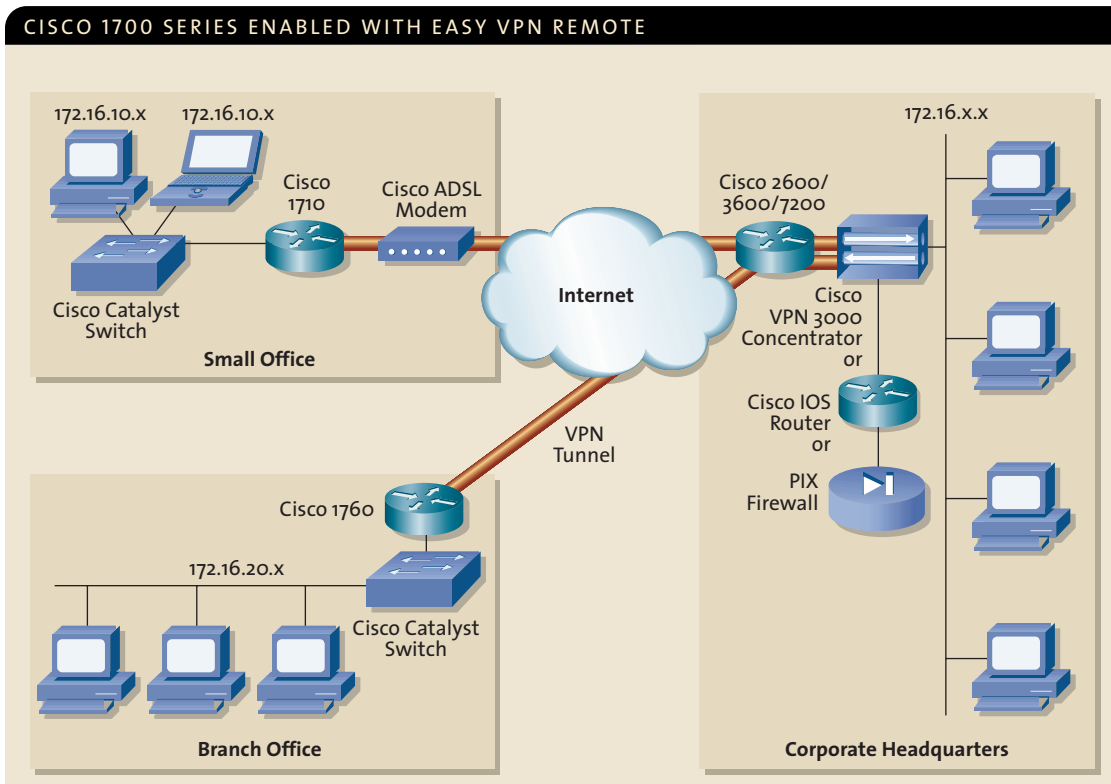 CISCO 1700 SERIES ENABLED WITH EASY VPN REMOTE
172.16.10.x
172.16.10.x
Cisco
1710
Cisco ADSL
Modem
Cisco Catalyst
Switch
Small Office
Internet
VPN
Tunnel
Cisco 1760
172.16.20.x
Cisco Catalyst
Switch
Branch Office
172.16.x.x
Cisco 2600/
3600/7200
Cisco
VPN 3000
Concentrator
or
Cisco IOS
Router
or
PIX
Firewall
Corporate Headquarters